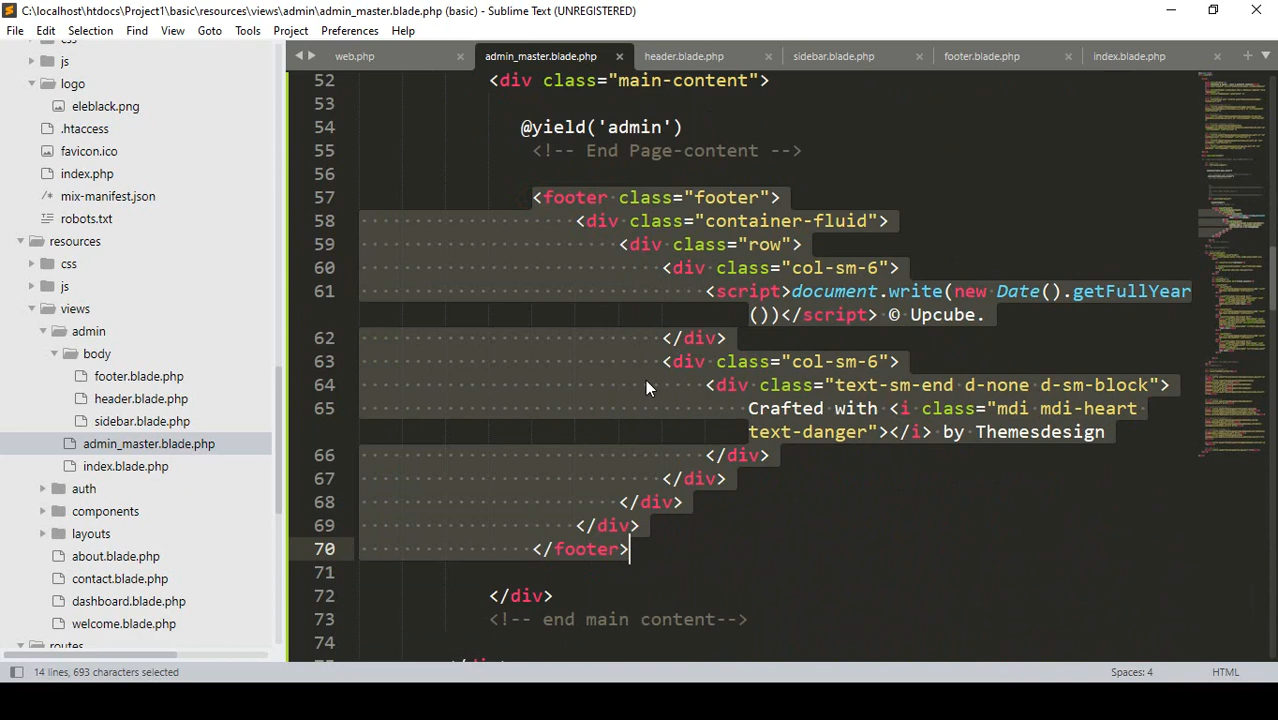 C:\localhost\htdocs\Project1\basic\resources\views\admin\admin_master.blade.php (basic) - Sublime Text (UNREGISTERED)
File Edit Selection Find View Goto Tools Project Preferences Help
js
logo
eleblack.png
.htaccess
favicon.ico
index.php
mix-manifest.json
robots.txt
resources
css
js
views
admin
body
footer.blade.php
header.blade.php
sidebar.blade.php
admin_master.blade.php
index.blade.php
auth
components
layouts
about.blade.php
contact.blade.php
dashboard.blade.php
welcome.blade.php
routes
web.php admin_master.blade.php header.blade.php sidebar.blade.php footer.blade.php index.blade.php
52 <div class="main-content">
53
54 @yield('admin')
55 <!-- End Page-content -->
56
57 <footer class="footer">
58 <div class="container-fluid">
59 <div class="row">
60 <div class="col-sm-6">
61 <script>document.write(new Date().getFullYear
())</script> © Upcube.
62 </div>
63 <div class="col-sm-6">
64 <div class="text-sm-end d-none d-sm-block">
65 Crafted with <i class="mdi mdi-heart
text-danger"></i> by Themesdesign
66 </div>
67 </div>
68 </div>
69 </div>
70 </footer>
71
72 </div>
73 <!-- end main content-->
74
14 lines, 693 characters selected
Spaces: 4
HTML